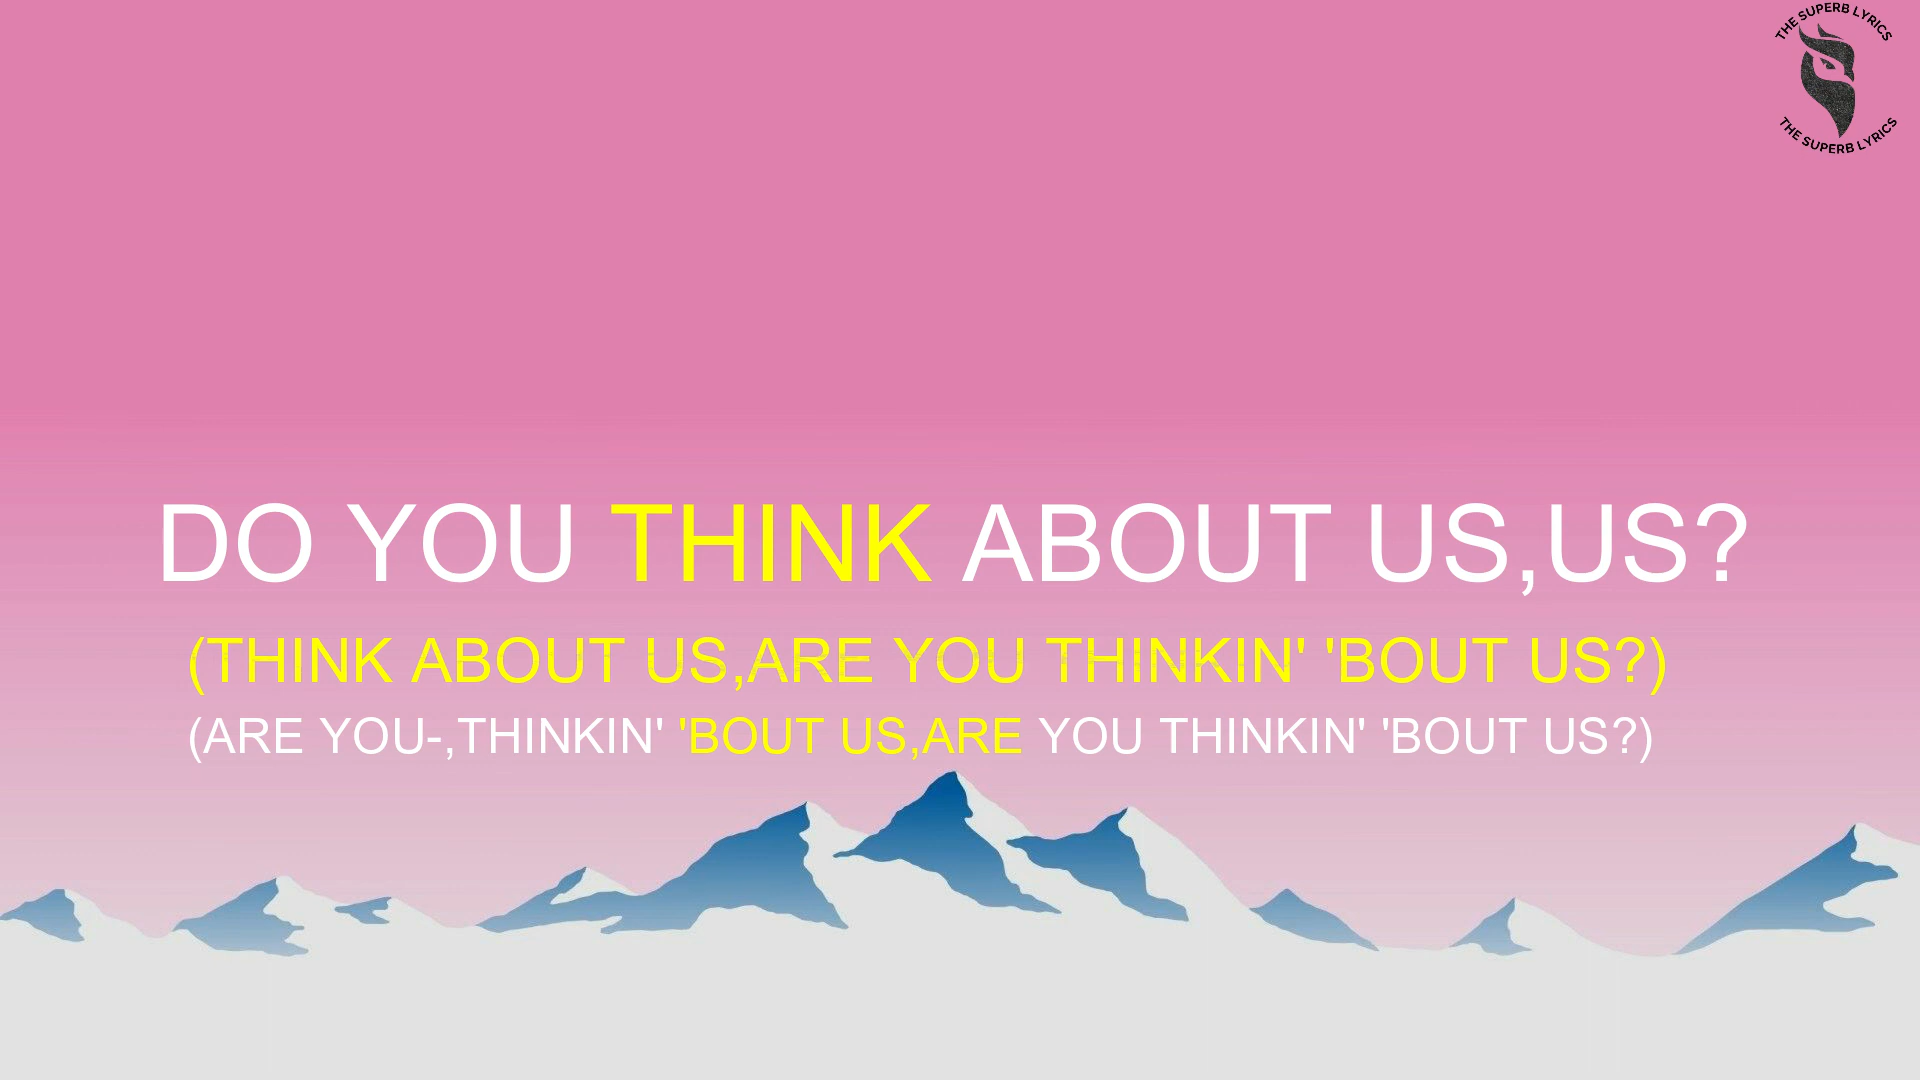 THE SUPERB LYRICS
THE SUPERB LYRICS
DO YOU THINK ABOUT US,US?
(THINK ABOUT US,ARE YOU THINKIN' 'BOUT US?)
(ARE YOU-,THINKIN' 'BOUT US,ARE YOU THINKIN' 'BOUT US?)